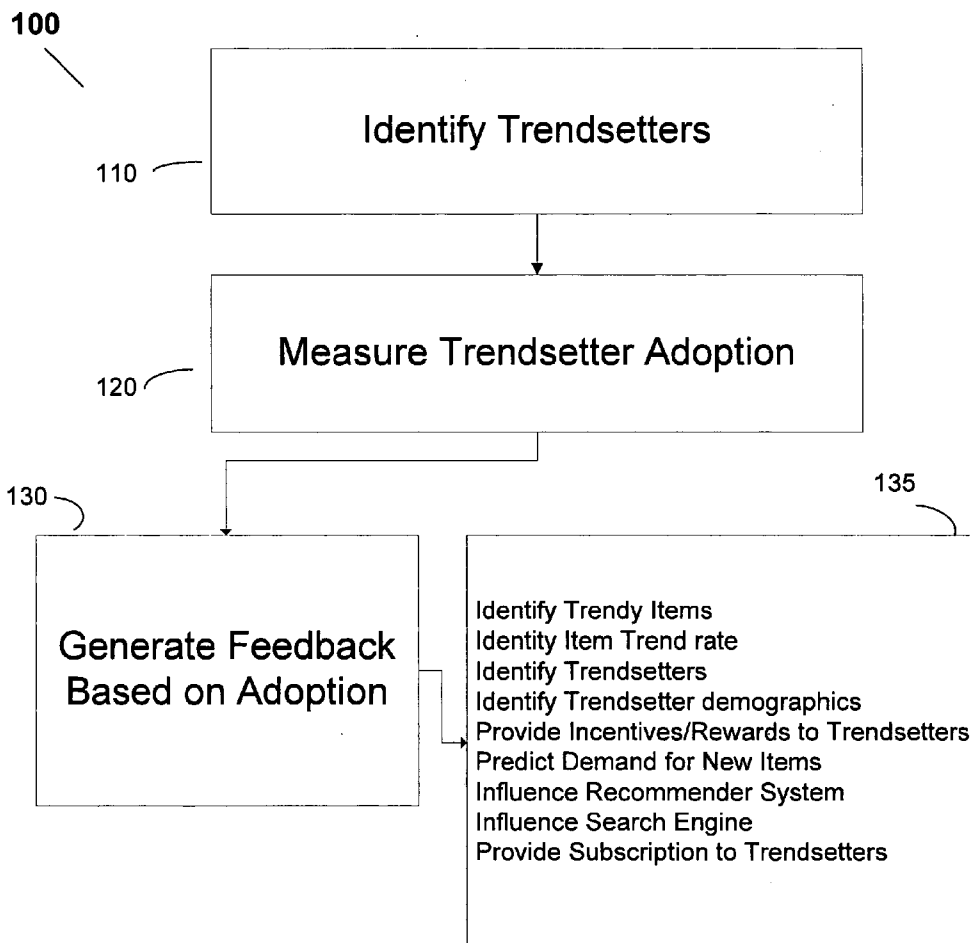 100
Identify Trendsetters
110
Measure Trendsetter Adoption
120
130
135
Generate Feedback
Based on Adoption
Identify Trendy Items
Identity Item Trend rate
Identify Trendsetters
Identify Trendsetter demographics
Provide Incentives/Rewards to Trendsetters
Predict Demand for New Items
Influence Recommender System
Influence Search Engine
Provide Subscription to Trendsetters